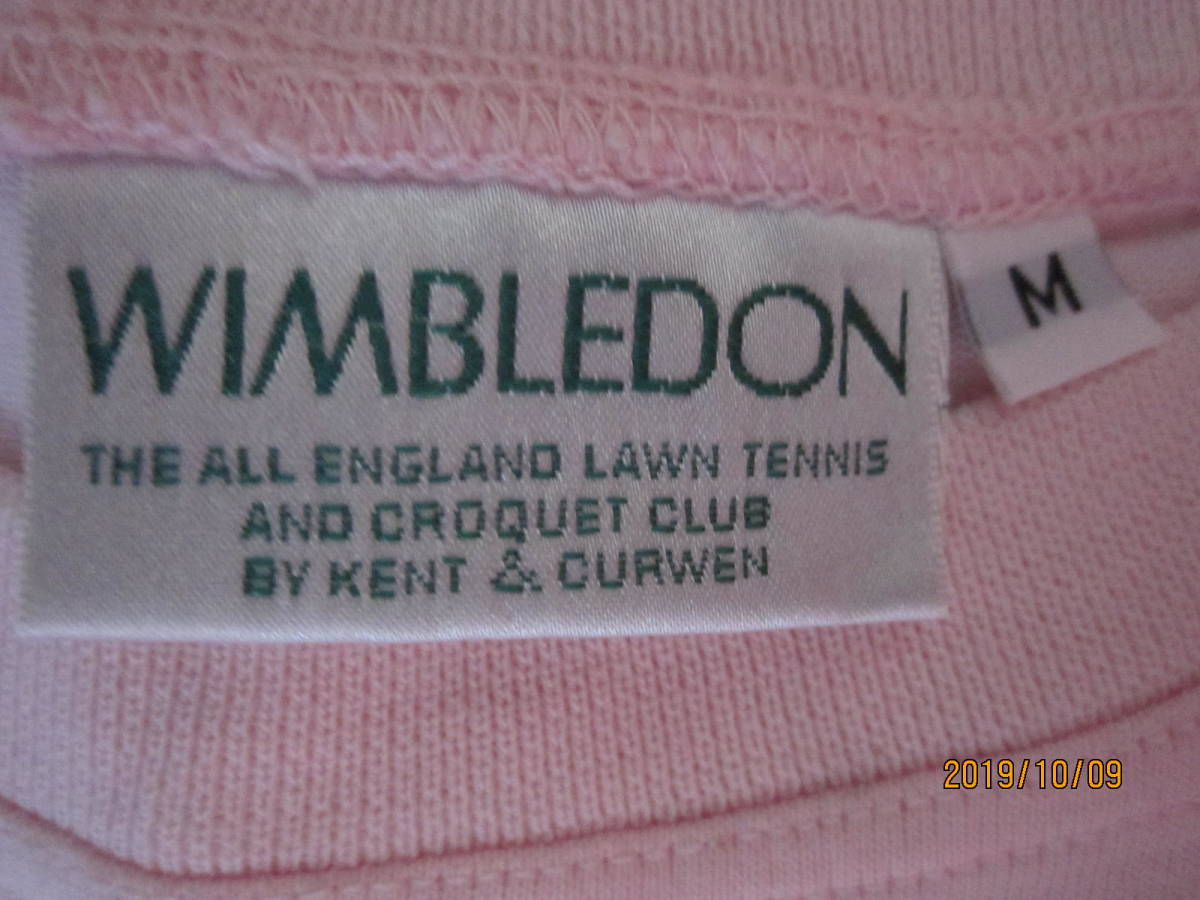 WIMBLEDON
M
THE ALL ENGLAND LAWN TENNIS
AND CROQUET CLUB
BY KENT & CURWEN
2019/10/09